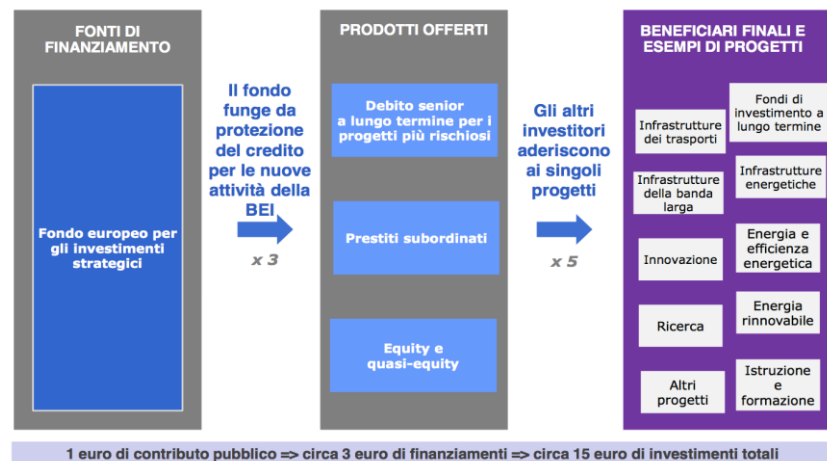 FONTI DI
FINANZIAMENTO
Fondo europeo per
gli investimenti
strategici
Il fondo
funge da
protezione
del credito
per le nuove
attività della
BEI
x 3
PRODOTTI OFFERTI
Debito senior
a lungo termine per i
progetti più rischiosi
Prestiti subordinati
Equity e
quasi-equity
Gli altri
investitori
aderiscono
ai singoli
progetti
x 5
BENEFICIARI FINALI E
ESEMPI DI PROGETTI
Infrastrutture
dei trasporti
Fondi di
investimento a
lungo termine
Infrastrutture
della banda
larga
Infrastrutture
energetiche
Innovazione
Energia e
efficienza
energetica
Ricerca
Energia
rinnovabile
Altri
progetti
Istruzione
e
formazione
1 euro di contributo pubblico => circa 3 euro di finanziamenti => circa 15 euro di investimenti totali